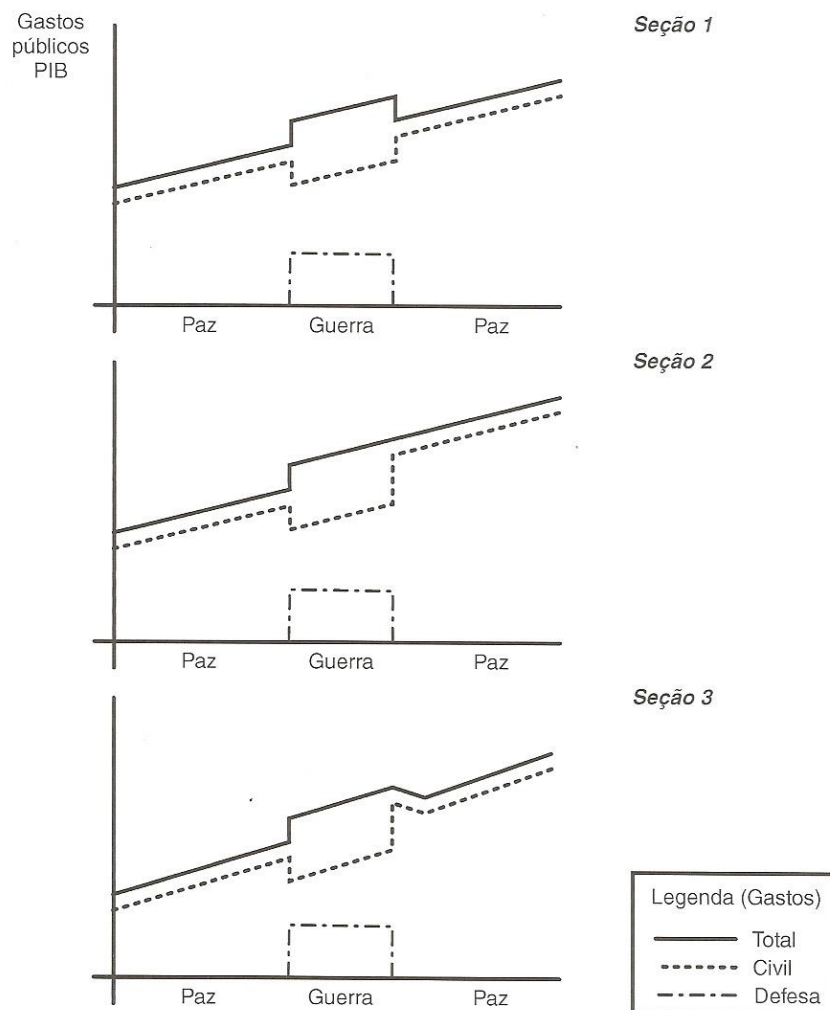 Gastos
públicos
PIB
Seção 1
Paz Guerra Paz
Seção 2
Paz Guerra Paz
Seção 3
Paz Guerra Paz
Legenda (Gastos)
Total
Civil
Defesa